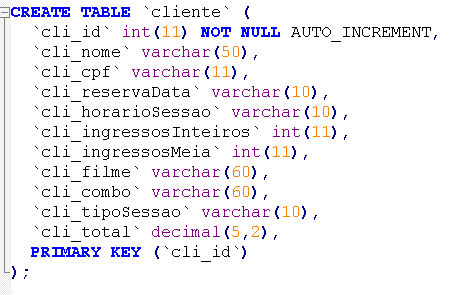 CREATE TABLE `cliente` (
`cli_id` int(11) NOT NULL AUTO_INCREMENT,
`cli_nome` varchar(50),
`cli_cpf` varchar(11),
`cli_reservaData` varchar(10),
`cli_horarioSessao` varchar(10),
`cli_ingressosInteiros` int(11),
`cli_ingressosMeia` int(11),
`cli_filme` varchar(60),
`cli_combo` varchar(60),
`cli_tipoSessao` varchar(10),
`cli_total` decimal(5,2),
PRIMARY KEY (`cli_id`)
);